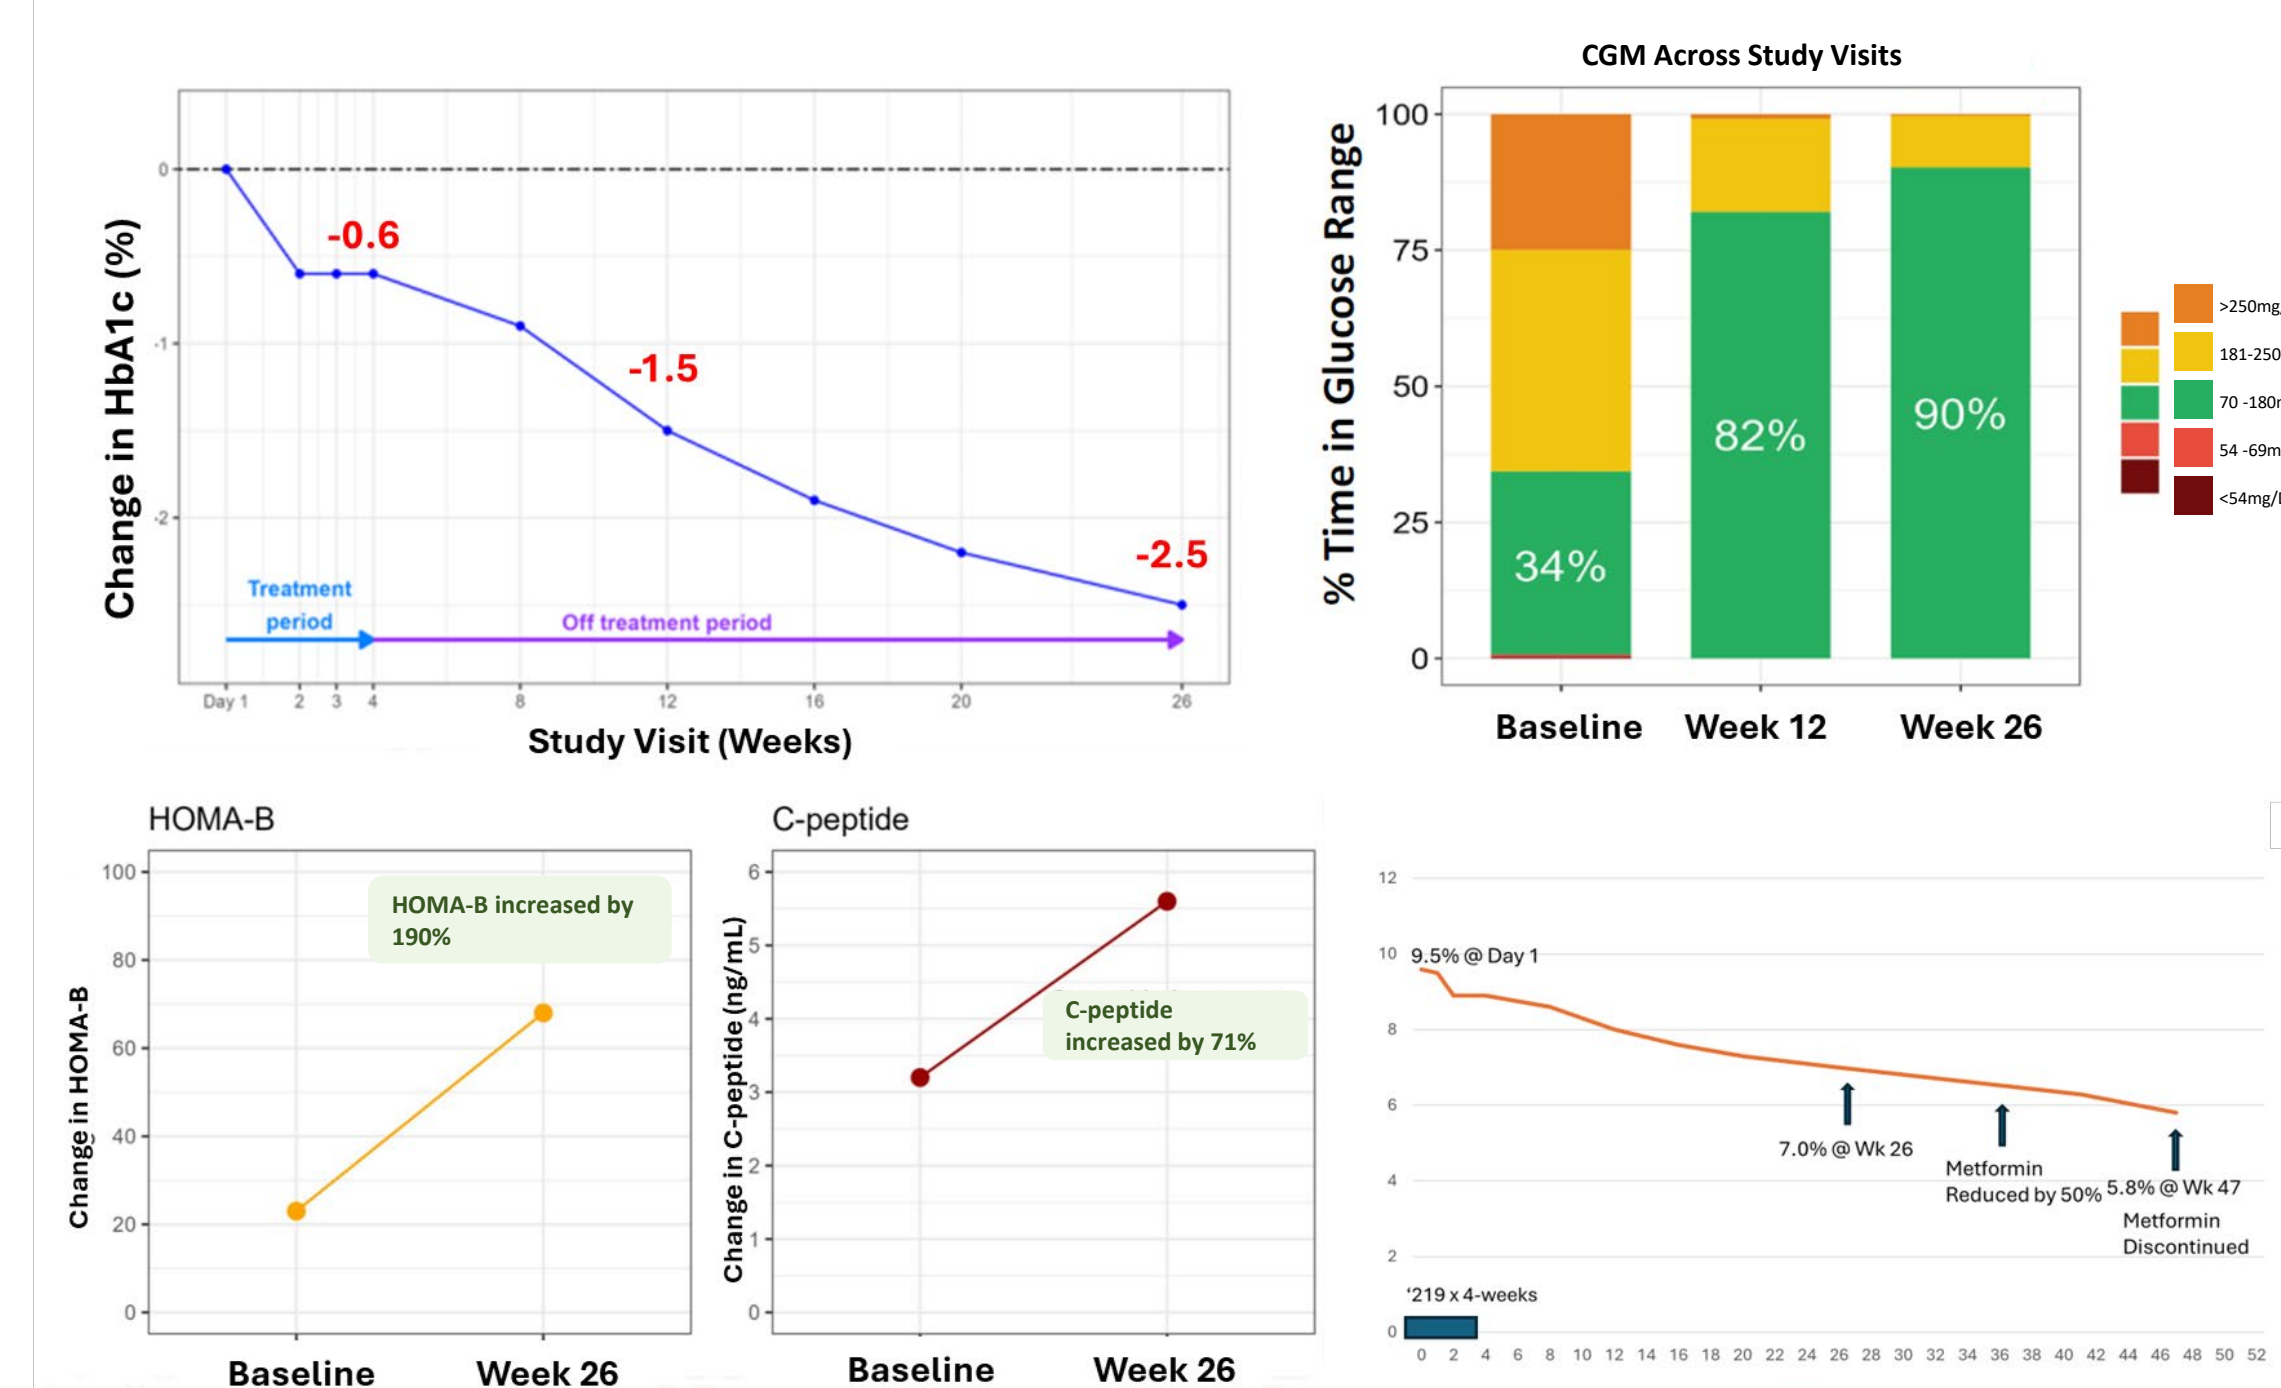 Change in HbA1c (%)
0
-1
-2
-0.6
-1.5
-2.5
Treatment
period
Off treatment period
Day 1 2 3 4 8 12 16 20 26
Study Visit (Weeks)
CGM Across Study Visits
% Time in Glucose Range
100
75
50
25
0
34%
82%
90%
Baseline Week 12 Week 26
>250mg/
181-250
70 -180m
54 -69m
<54mg/
HOMA-B
Change in HOMA-B
100
80
60
40
20
0
HOMA-B increased by
190%
Baseline Week 26
C-peptide
Change in C-peptide (ng/mL)
6
5
4
3
2
1
0
C-peptide
increased by 71%
Baseline Week 26
12
10
8
6
4
2
0
9.5% @ Day 1
7.0% @ Wk 26
Metformin
Reduced by 50%
5.8% @ Wk 47
Metformin
Discontinued
‘219 x 4-weeks
0 2 4 6 8 10 12 14 16 18 20 22 24 26 28 30 32 34 36 38 40 42 44 46 48 50 52